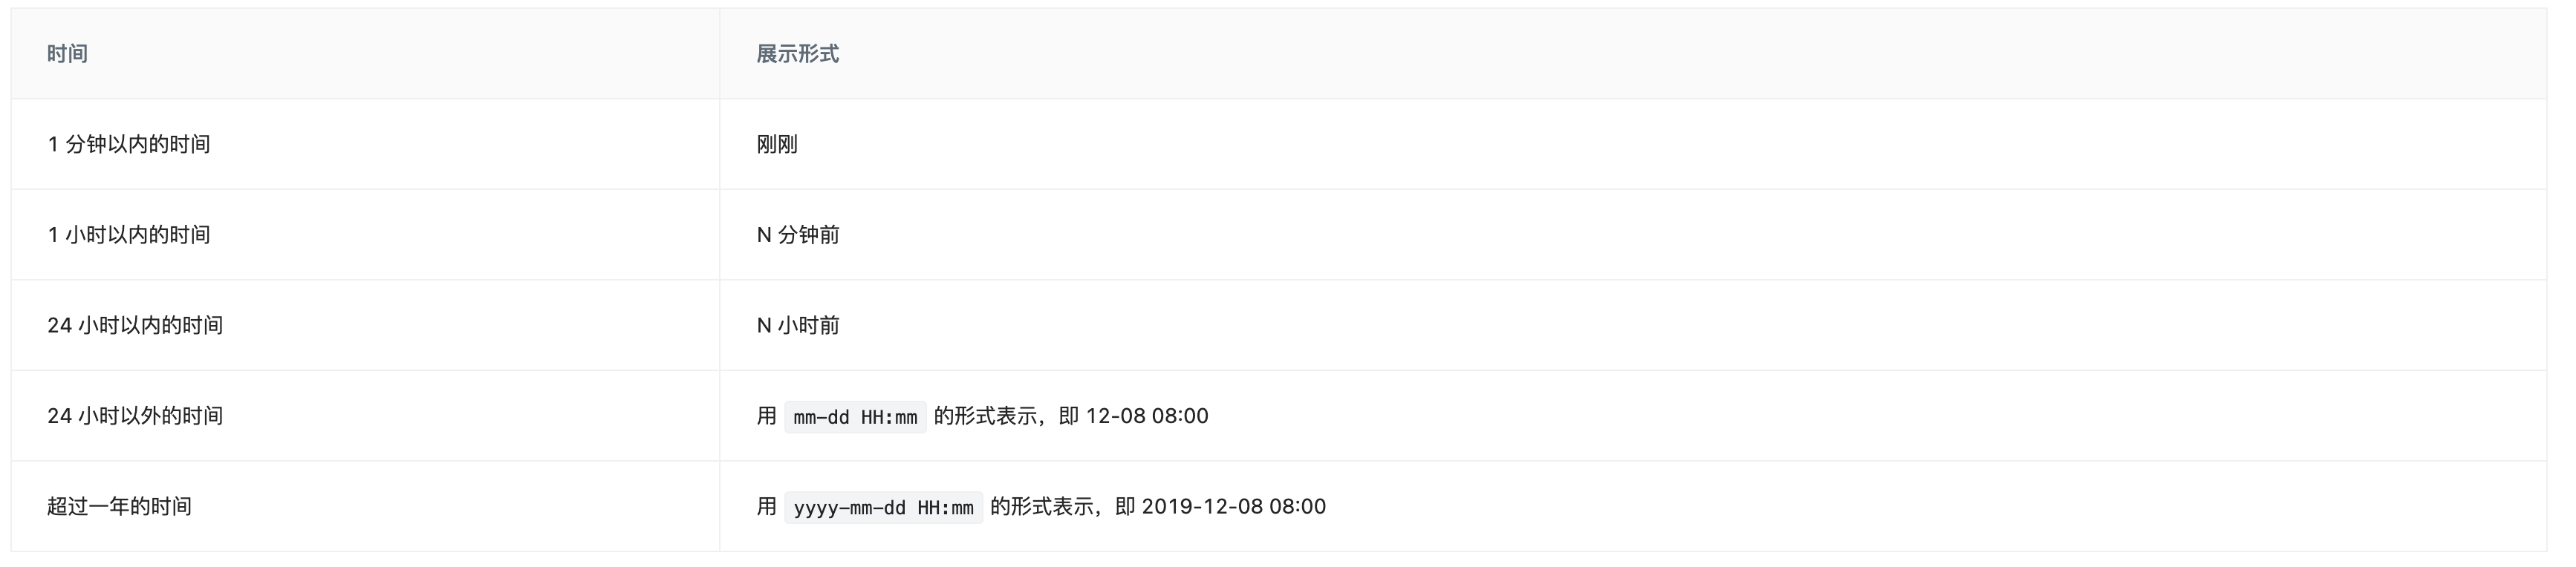 时间 展示形式
1 分钟以内的时间 刚刚
1 小时以内的时间 N 分钟前
24 小时以内的时间 N 小时前
24 小时以外的时间 用 mm-dd HH:mm 的形式表示，即 12-08 08:00
超过一年的时间 用 yyyy-mm-dd HH:mm 的形式表示，即 2019-12-08 08:00